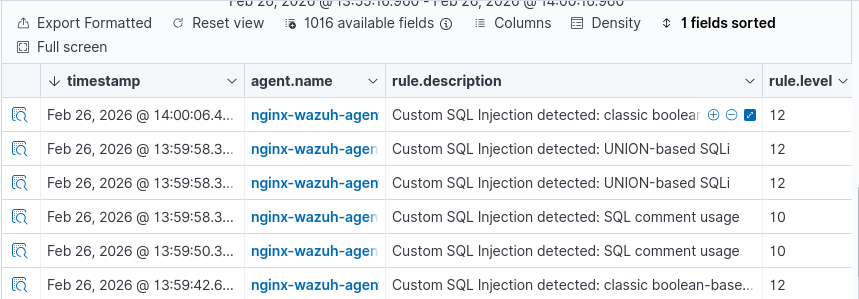 Feb 26, 2026 @ 13:55:16.960 - Feb 26, 2026 @ 14:00:16.960
Export Formatted Reset view 1016 available fields Columns Density 1 fields sorted
Full screen
timestamp agent.name rule.description rule.level
Feb 26, 2026 @ 14:00:06.4... nginx-wazuh-agen Custom SQL Injection detected: classic boolear 12
Feb 26, 2026 @ 13:59:58.3... nginx-wazuh-agen Custom SQL Injection detected: UNION-based SQLi 12
Feb 26, 2026 @ 13:59:58.3... nginx-wazuh-agen Custom SQL Injection detected: UNION-based SQLi 12
Feb 26, 2026 @ 13:59:58.3... nginx-wazuh-agen Custom SQL Injection detected: SQL comment usage 10
Feb 26, 2026 @ 13:59:50.3... nginx-wazuh-agen Custom SQL Injection detected: SQL comment usage 10
Feb 26, 2026 @ 13:59:42.6... nginx-wazuh-agen Custom SQL Injection detected: classic boolean-base... 12